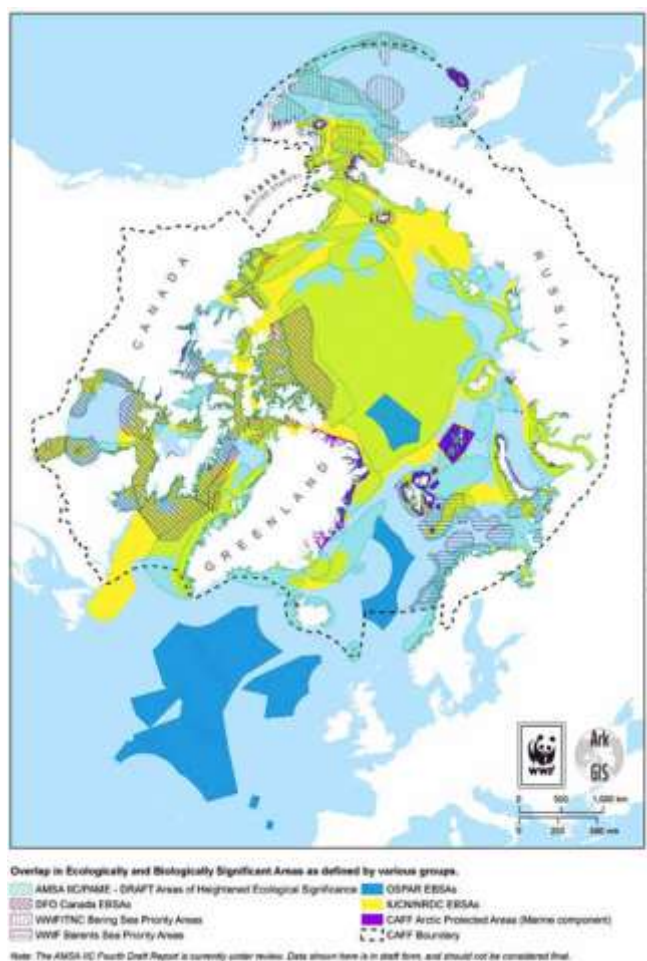 Alaska
(United States)
Chukotka
CANADA
RUSSIA
GREENLAND
WWF
Ark
GIS
0 500 1,000 km
0 250 500 mi
Overlap in Ecologically and Biologically Significant Areas as defined by various groups.
AMSA IIC/PAME - DRAFT Areas of Heightened Ecological Significance
DFO Canada EBSAs
WWF/TNC Bering Sea Priority Areas
WWF Barents Sea Priority Areas
OSPAR EBSAs
IUCN/NRDC EBSAs
CAFF Arctic Protected Areas (Marine component)
CAFF Boundary
Note: The AMSA IIC Fourth Draft Report is currently under review. Data shown here is in draft form, and should not be considered final.